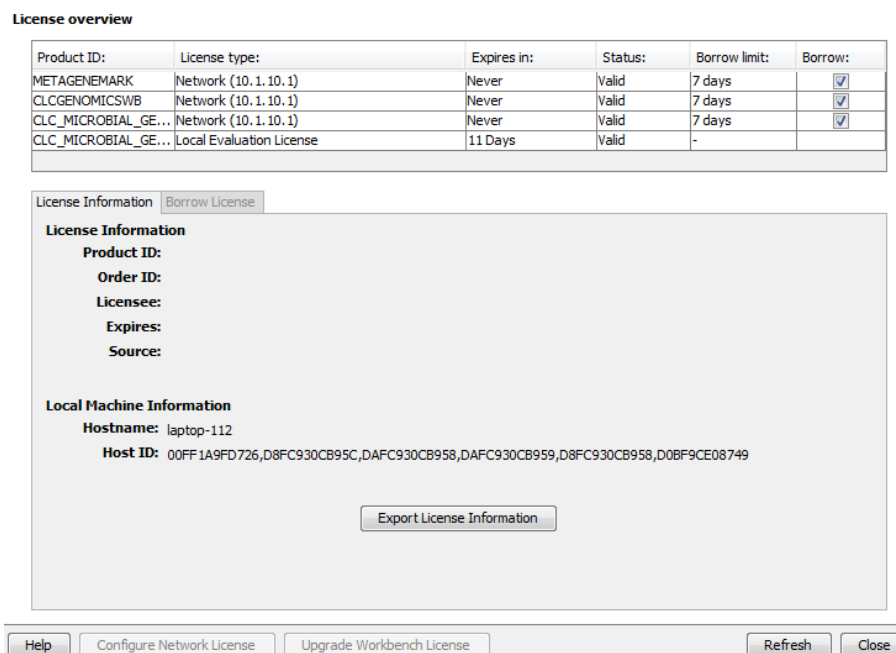 License overview
Product ID: License type: Expires in: Status: Borrow limit: Borrow:
METAGENEMARK Network (10.1.10.1) Never Valid 7 days
CLCGENOMICSWB Network (10.1.10.1) Never Valid 7 days
CLC_MICROBIAL_GE... Network (10.1.10.1) Never Valid 7 days
CLC_MICROBIAL_GE... Local Evaluation License 11 Days Valid -
License Information Borrow License
License Information
Product ID:
Order ID:
Licensee:
Expires:
Source:
Local Machine Information
Hostname: laptop-112
Host ID: 00FF1A9FD726,D8FC930CB95C,DAFC930CB958,DAFC930CB959,D8FC930CB958,D0BF9CE08749
Export License Information
Help Configure Network License Upgrade Workbench License Refresh Close